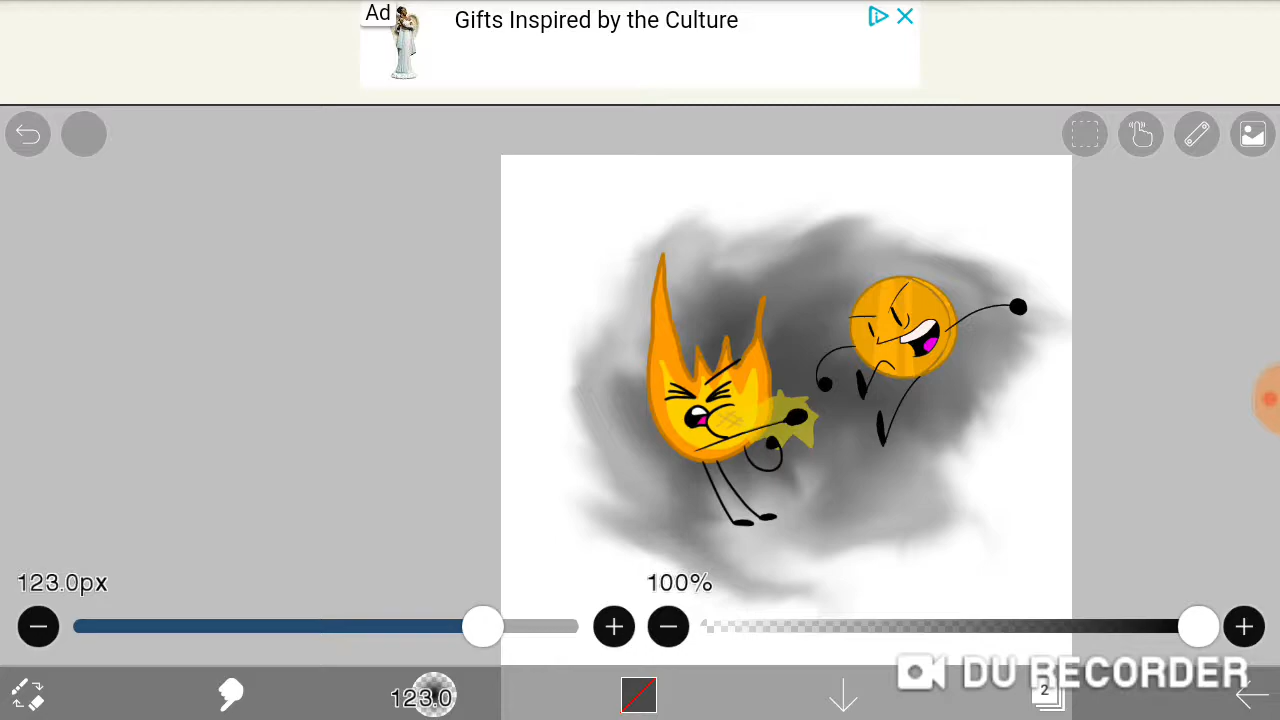 Ad
Gifts Inspired by the Culture
123.0px
100%
123.0
2
DU RECORDER